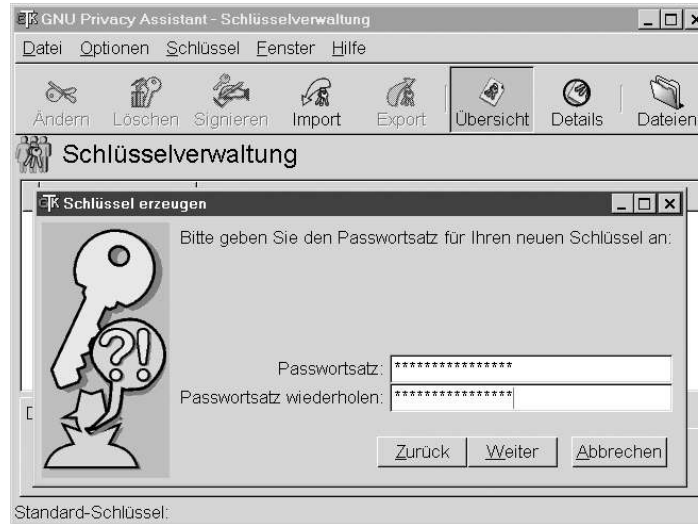 GNU Privacy Assistant - Schlüsselverwaltung
Datei Optionen Schlüssel Fenster Hilfe
Ändern Löschen Signieren Import Export Übersicht Details Dateien
Schlüsselverwaltung
Schlüssel erzeugen
Bitte geben Sie den Passwortsatz für Ihren neuen Schlüssel an:
?!
Passwortsatz: ****************
Passwortsatz wiederholen: ****************
Zurück Weiter Abbrechen
Standard-Schlüssel: